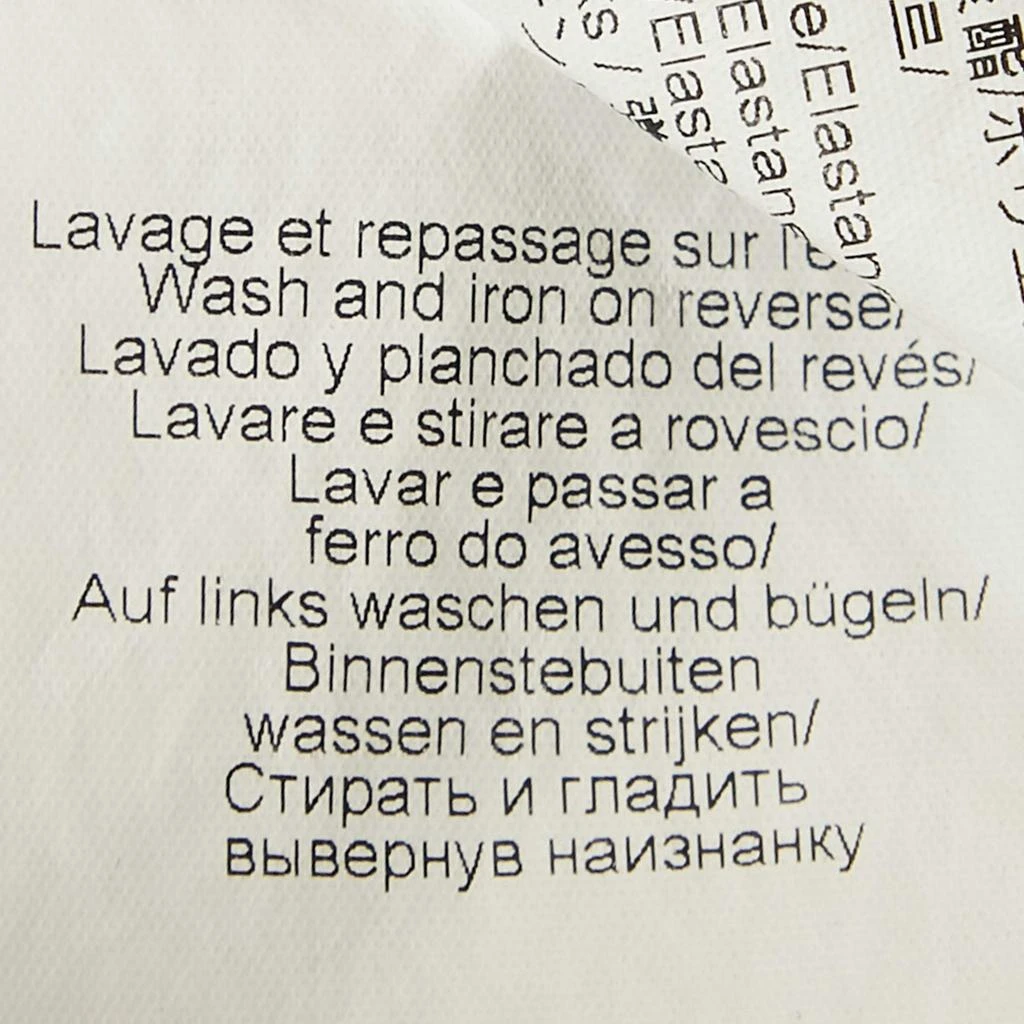 Lavage et repassage sur
Wash and iron on reverse/
Lavado y planchado del revés/
Lavare e stirare a rovescio/
Lavar e passar a
ferro do avesso/
Auf links waschen und bügeln/
Binnenstebuiten
wassen en strijken/
Стирать и гладить
вывернув наизнанку
e/Elastan
Elastane
Elasta